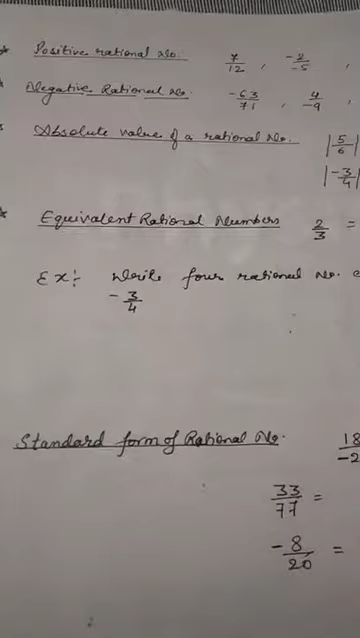 * Positive rational No. 7/12 , -2/-5 ,
Negative Rational No. -63/71 , 4/-9 ,
Absolute value of a rational No. |5/6|
|-3/4|
* Equivalent Rational Numbers 2/3 =
Ex:- Write four rational No.
-3/4
Standard form of Rational No. 18/-2
33/77 =
-8/20 =